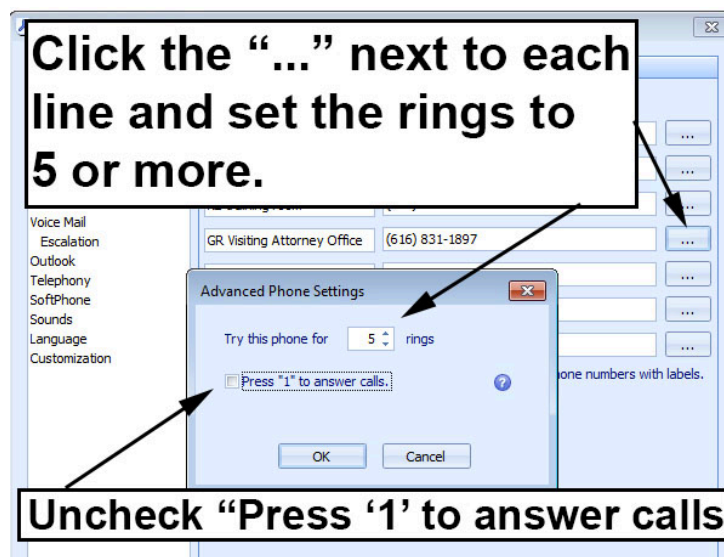 Click the “...” next to each
line and set the rings to
5 or more.
...
...
...
Voice Mail
Escalation
GR Visiting Attorney Office
(616) 831-1897
...
Outlook
Telephony
...
SoftPhone
Advanced Phone Settings
Sounds
...
Language
Try this phone for 5 rings
...
Customization
Press "1" to answer calls.
?
one numbers with labels.
OK
Cancel
Uncheck “Press ‘1’ to answer calls